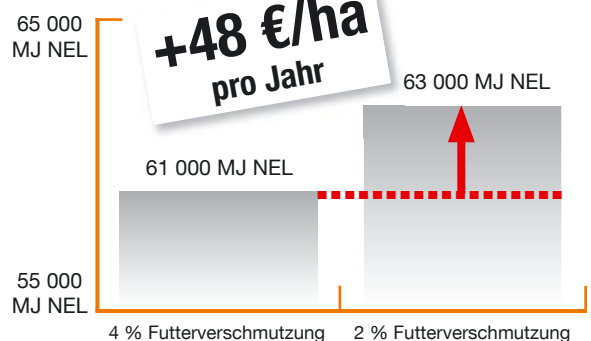 65 000
MJ NEL
+48 €/ha
pro Jahr
63 000 MJ NEL
61 000 MJ NEL
55 000
MJ NEL
4 % Futterverschmutzung
2 % Futterverschmutzung